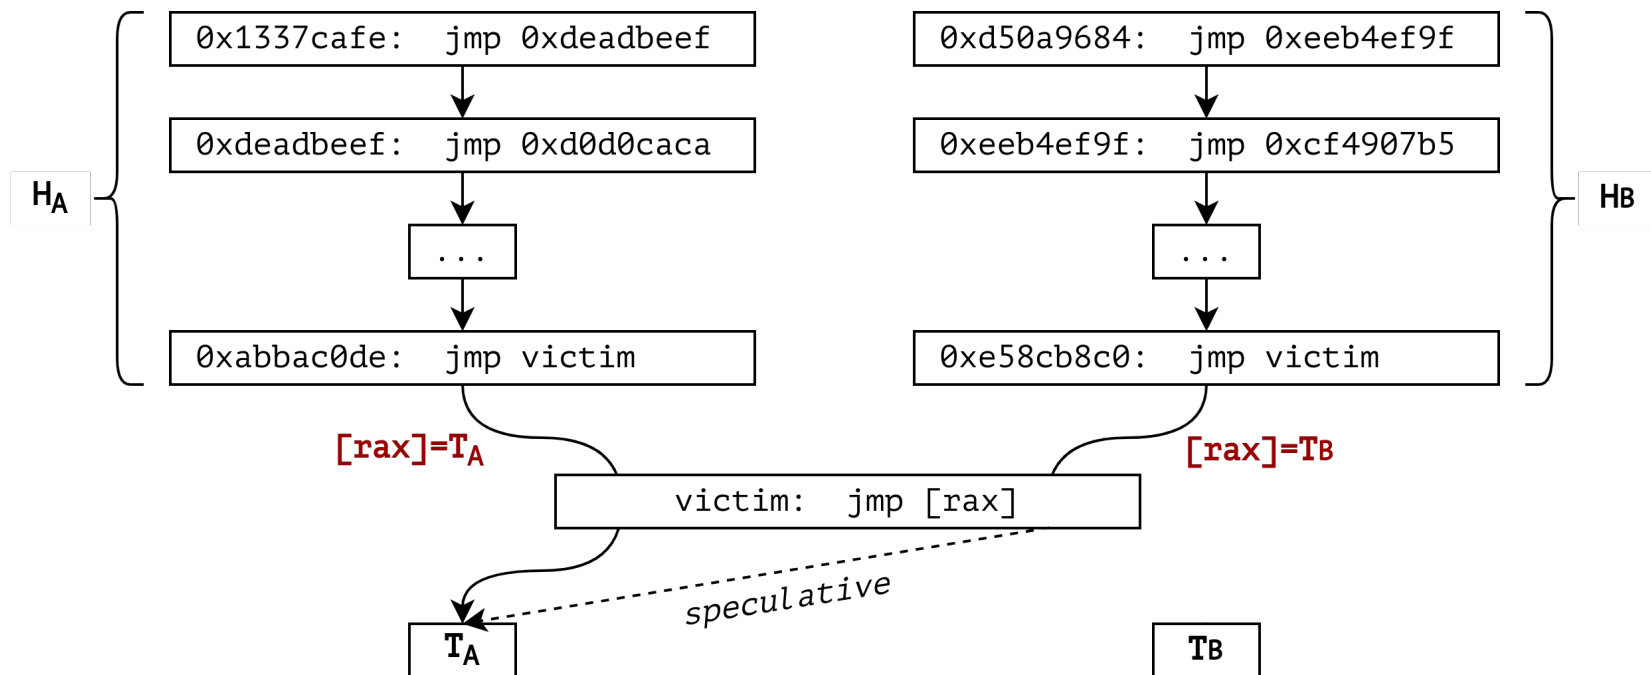 0x1337cafe: jmp 0xdeadbeef
0xd50a9684: jmp 0xeeb4ef9f
0xdeadbeef: jmp 0xd0d0caca
0xeeb4ef9f: jmp 0xcf4907b5
HA
HB
...
...
0xabbac0de: jmp victim
0xe58cb8c0: jmp victim
[rax]=TA
[rax]=TB
victim: jmp [rax]
speculative
TA
TB